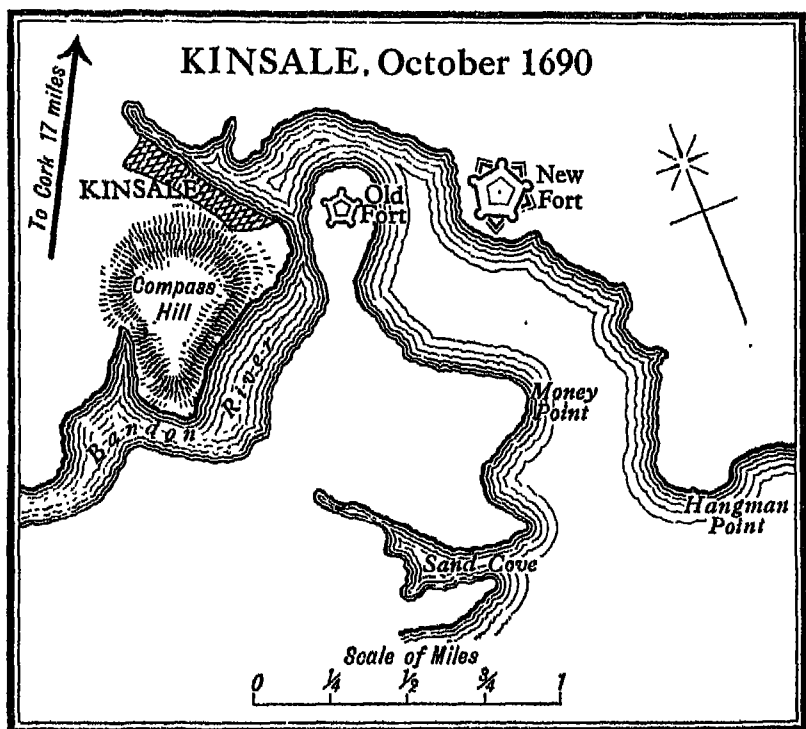 KINSALE, October 1690
To Cork 17 miles
KINSALE
Old
Fort
New
Fort
Compass
Hill
Bandon River
Money
Point
Hangman
Point
Sand-Cove
Scale of Miles
0 ¼ ½ ¾ 1